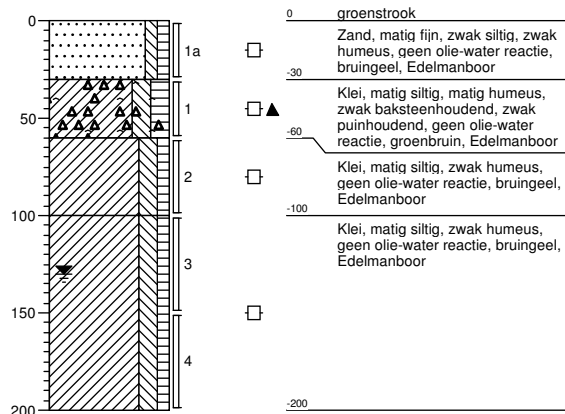 0
50
100
150
200
1a
1
2
3
4
0 groenstrook
Zand, matig fijn, zwak siltig, zwak
humeus, geen olie-water reactie,
bruingeel, Edelmanboor
-30
Klei, matig siltig, matig humeus,
zwak baksteenhoudend, zwak
puinhoudend, geen olie-water
reactie, groenbruin, Edelmanboor
-60
Klei, matig siltig, zwak humeus,
geen olie-water reactie, bruingeel,
Edelmanboor
-100
Klei, matig siltig, zwak humeus,
geen olie-water reactie, bruingeel,
Edelmanboor
-200